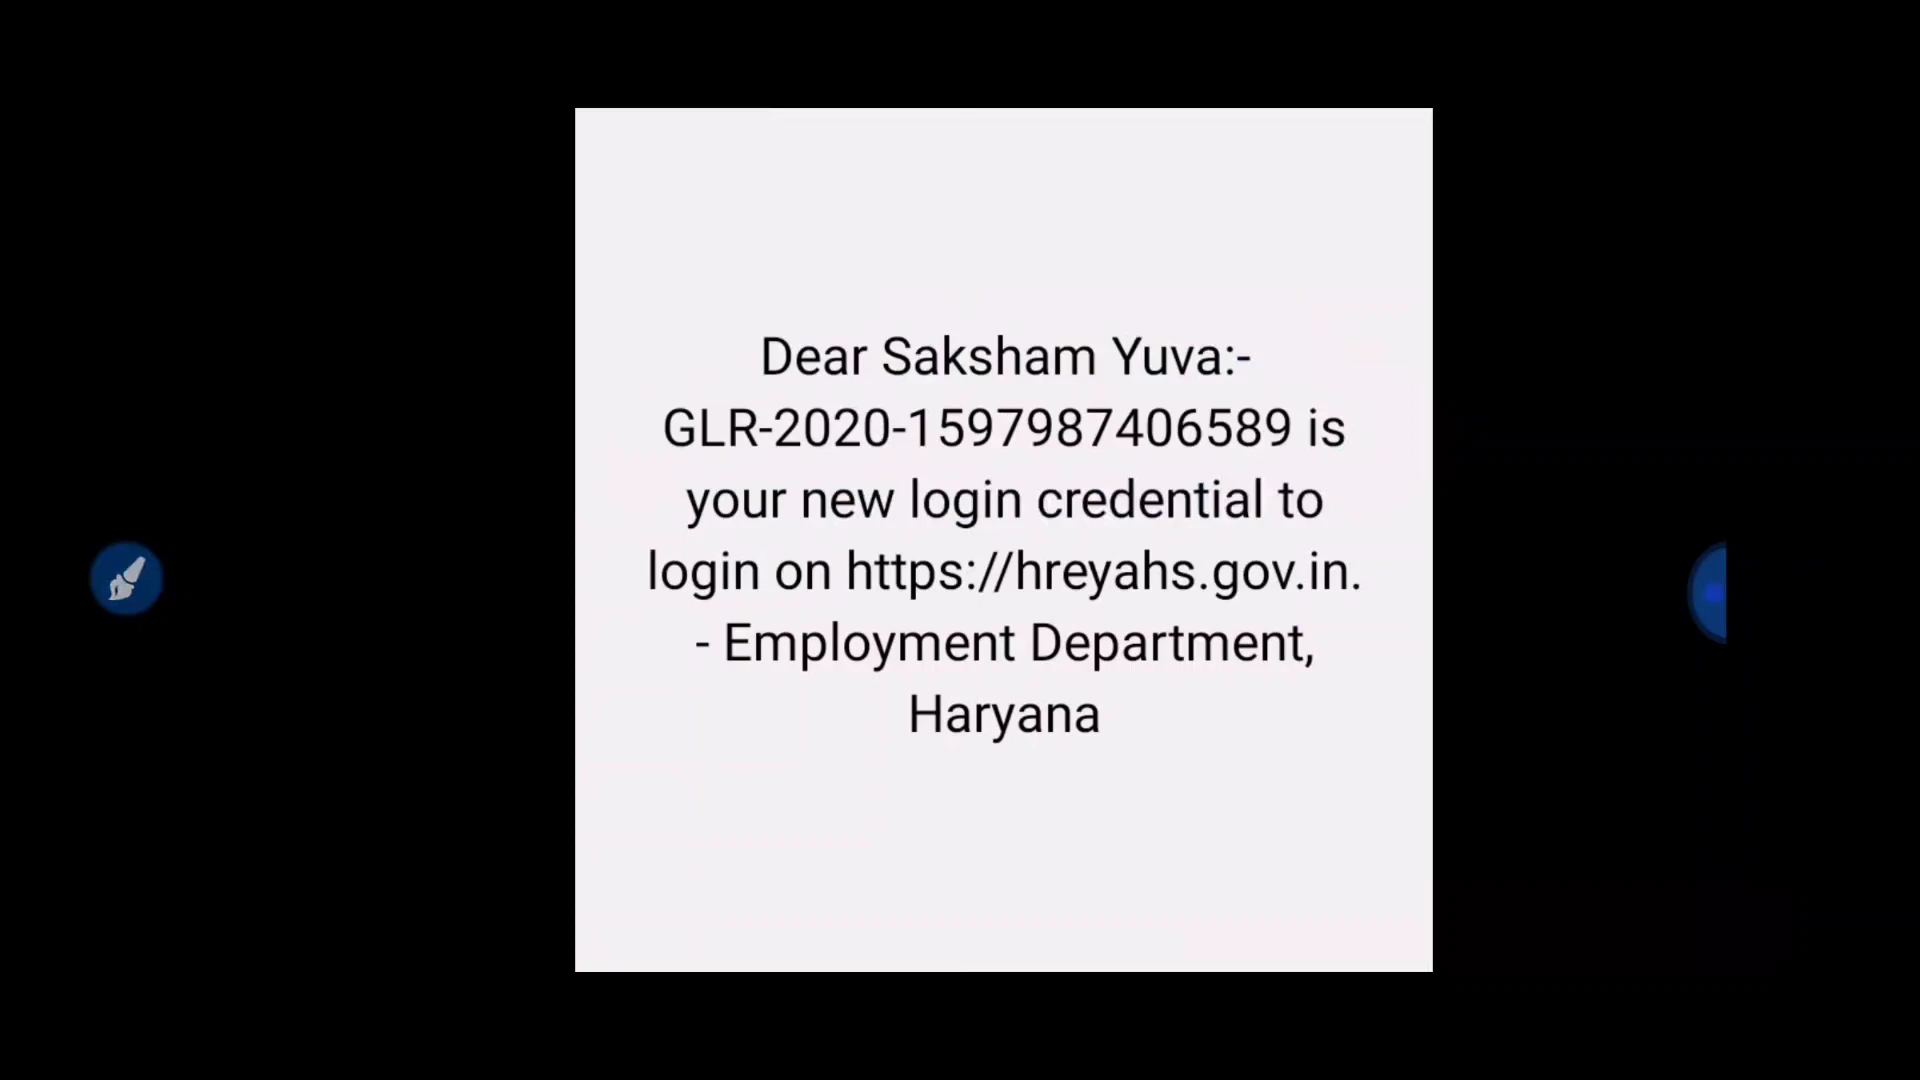 Dear Saksham Yuva:-
GLR-2020-1597987406589 is
your new login credential to
login on https://hreyahs.gov.in.
- Employment Department,
Haryana